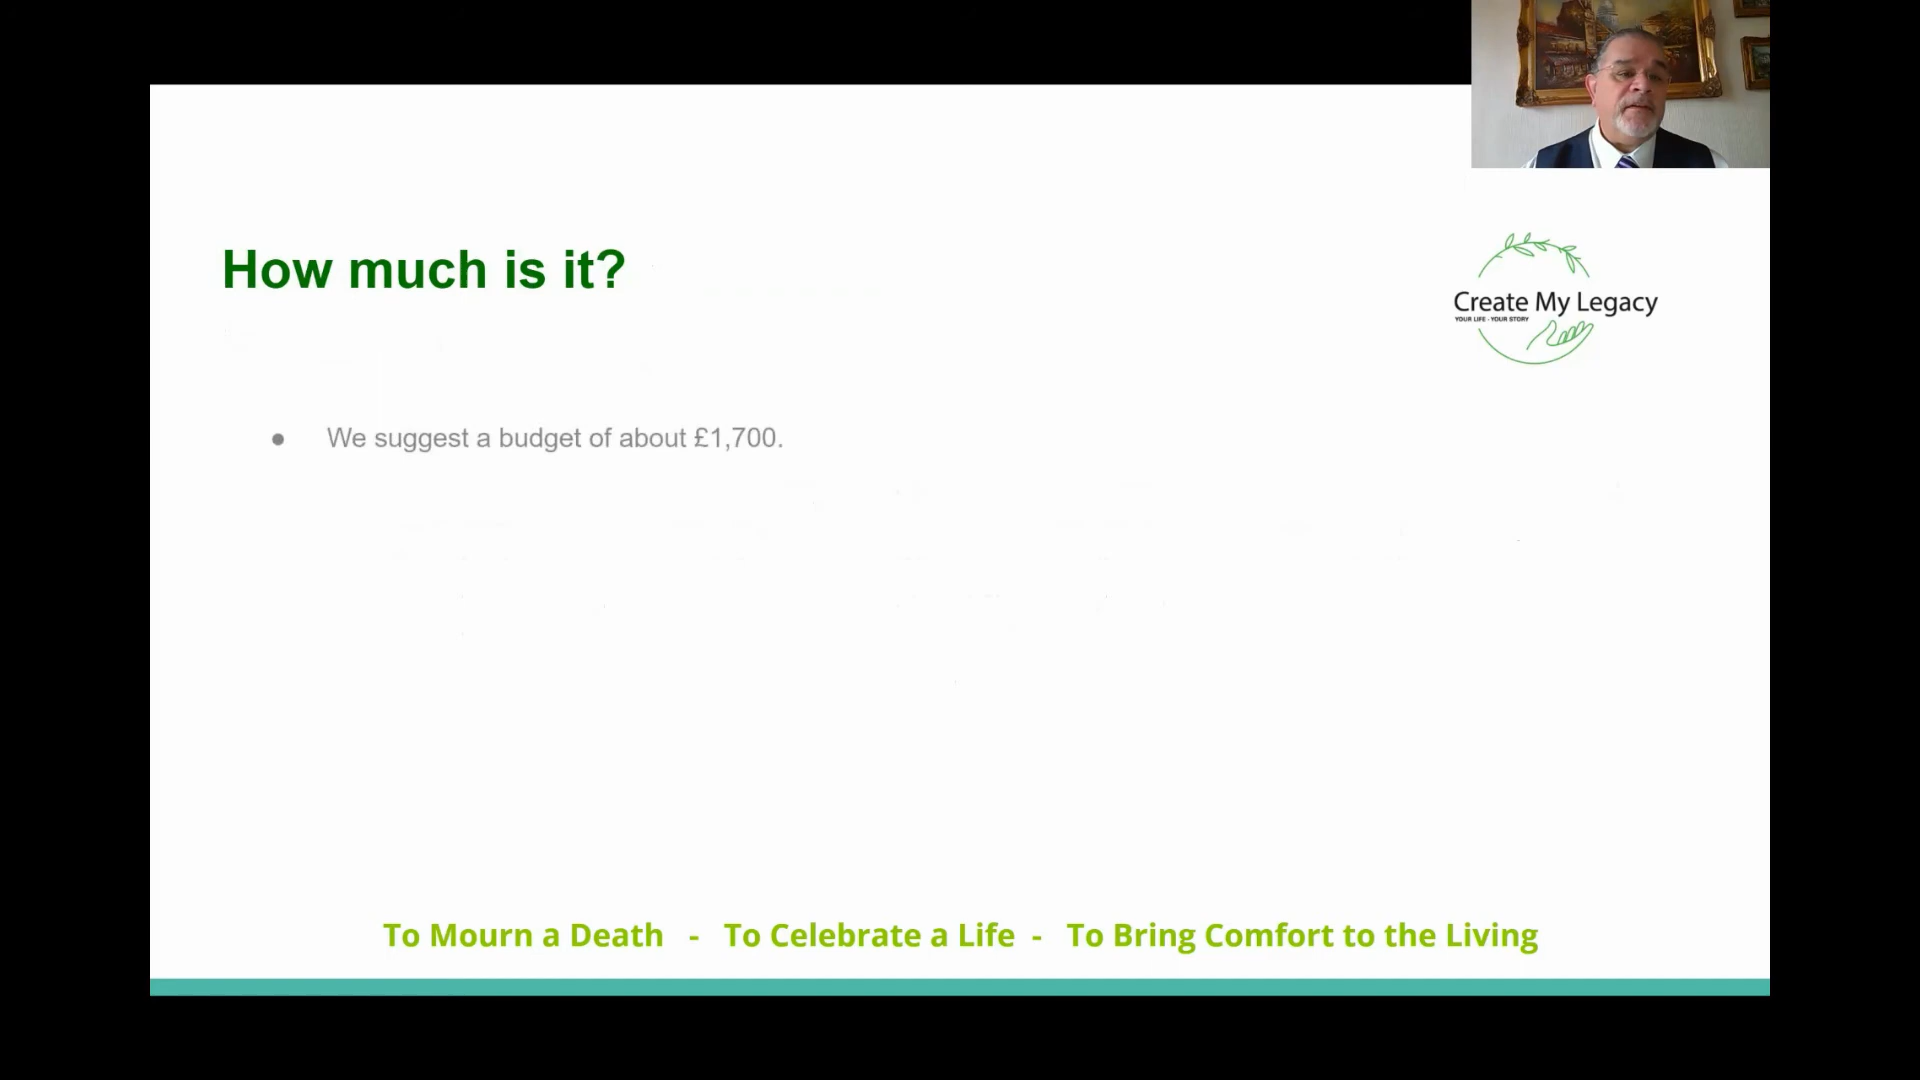 How much is it?
Create My Legacy
YOUR LIFE - YOUR STORY
● We suggest a budget of about £1,700.
To Mourn a Death - To Celebrate a Life - To Bring Comfort to the Living